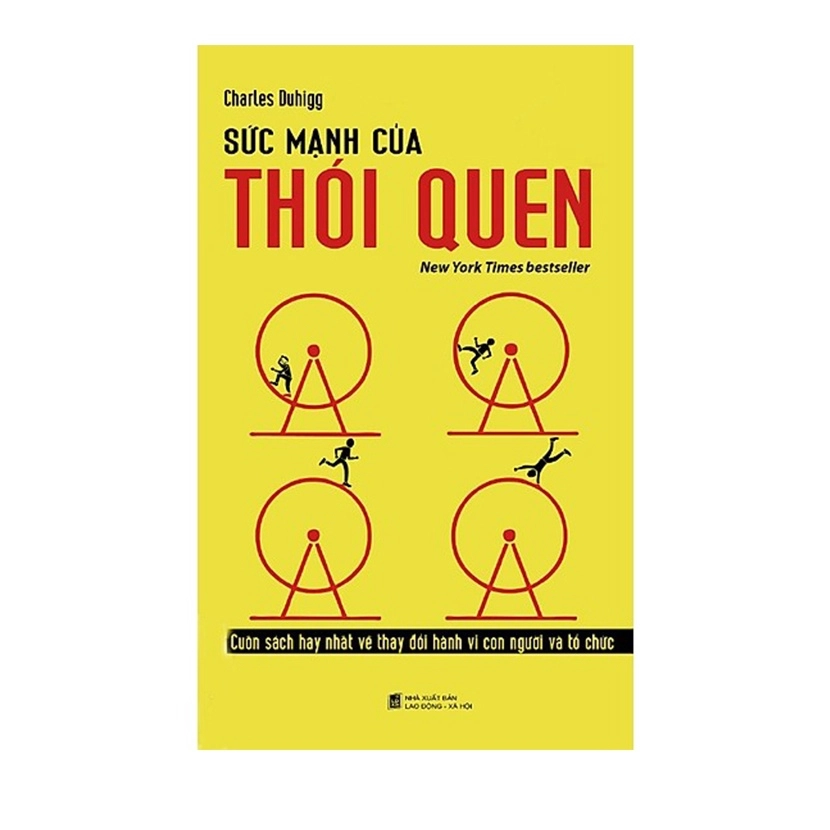 Charles Duhigg
SỨC MẠNH CỦA
THÓI QUEN
New York Times bestseller
Cuốn sách hay nhất về thay đổi hành vi con người và tổ chức
NHÀ XUẤT BẢN
LAO ĐỘNG - XÃ HỘI